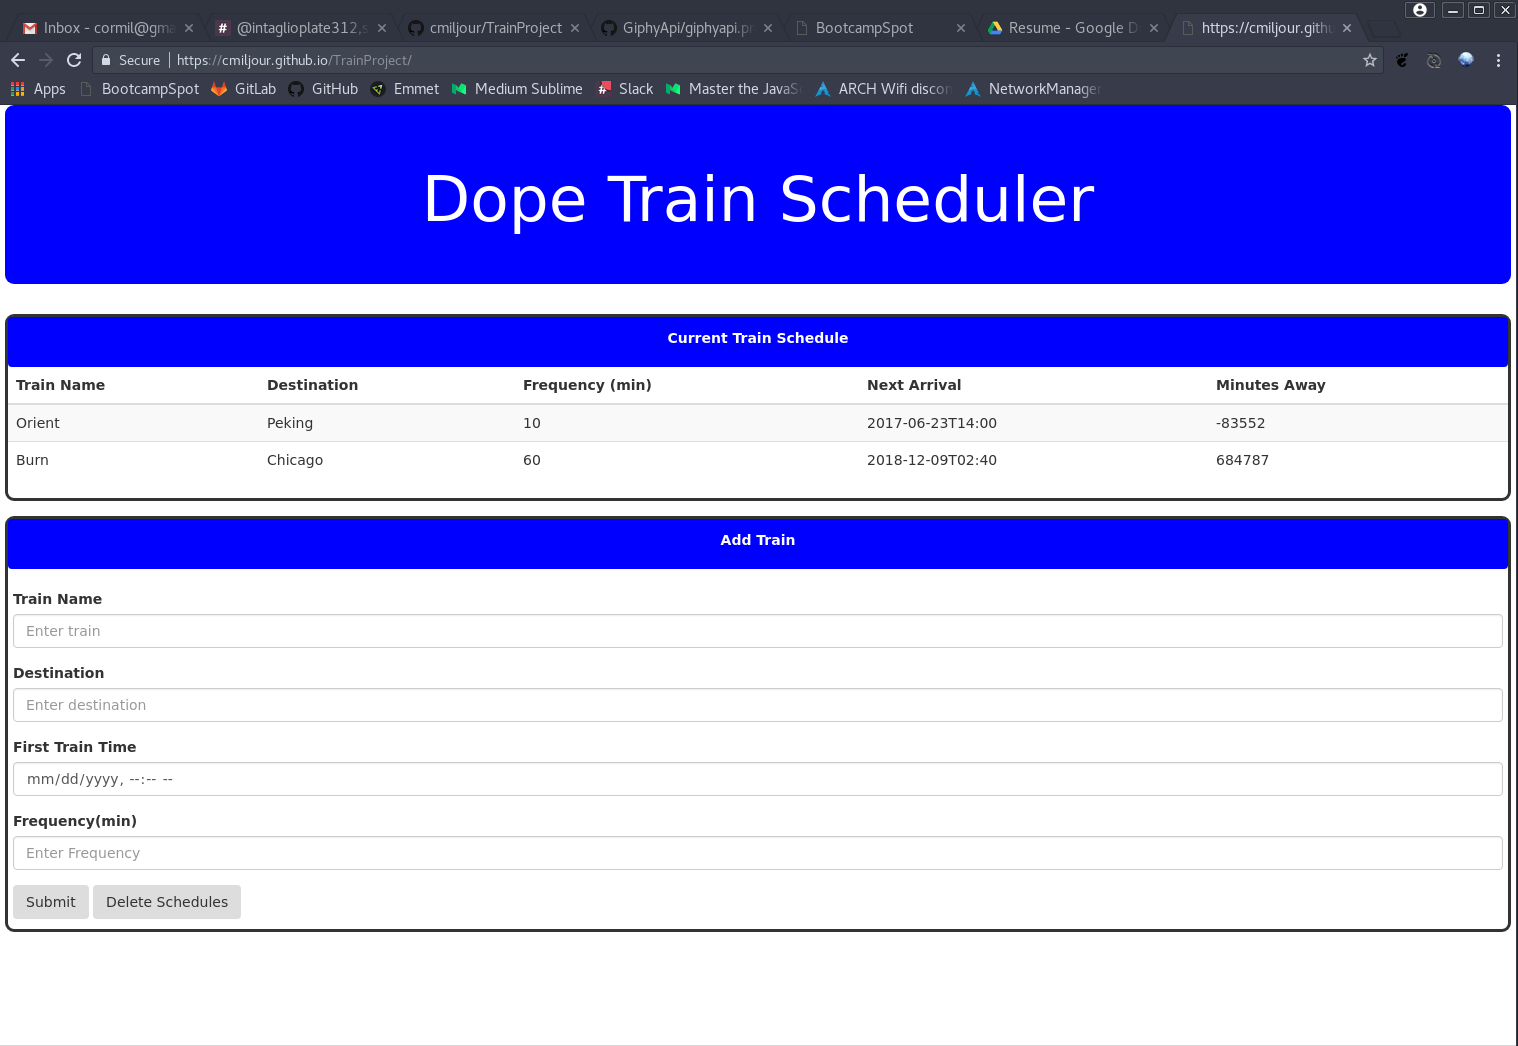 Inbox - cormil@gma
@intaglioplate312,s
cmiljour/TrainProject
GiphyApi/giphyapi.pr
BootcampSpot
Resume - Google D
https://cmiljour.githu
Secure https://cmiljour.github.io/TrainProject/
Apps BootcampSpot GitLab GitHub Emmet Medium Sublime Slack Master the JavaSc ARCH Wifi discon NetworkManager
Dope Train Scheduler
Current Train Schedule
Train Name Destination Frequency (min) Next Arrival Minutes Away
Orient Peking 10 2017-06-23T14:00 -83552
Burn Chicago 60 2018-12-09T02:40 684787
Add Train
Train Name
Enter train
Destination
Enter destination
First Train Time
mm/dd/yyyy, --:-- --
Frequency(min)
Enter Frequency
Submit Delete Schedules